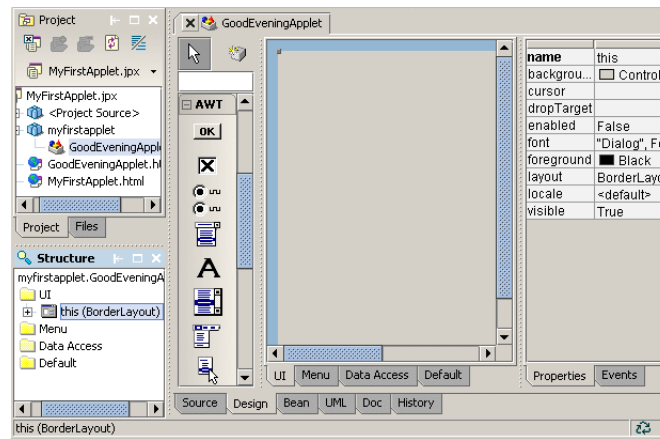 Project
GoodEveningApplet
MyFirstApplet.jpx
MyFirstApplet.jpx
<Project Source>
myfirstapplet
GoodEveningAppl
GoodEveningApplet.ht
MyFirstApplet.html
Project
Files
Structure
myfirstapplet.GoodEveningA
UI
this (BorderLayout)
Menu
Data Access
Default
AWT
OK
A
name this
backgrou... Control
cursor
dropTarget
enabled False
font "Dialog", Fo
foreground Black
layout BorderLayo
locale <default>
visible True
UI Menu Data Access Default
Properties Events
Source Design Bean UML Doc History
this (BorderLayout)